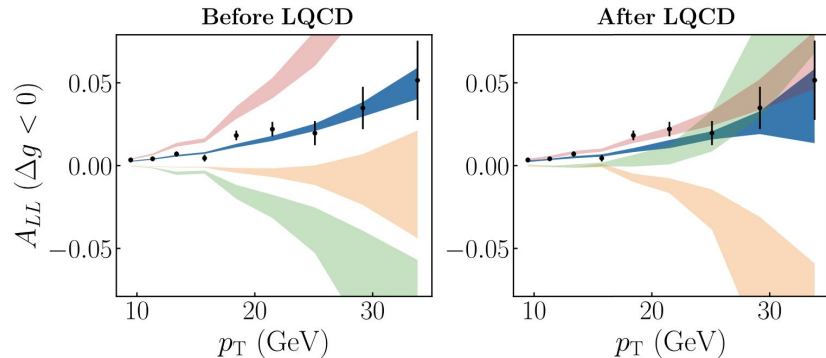 Before LQCD
After LQCD
A_{LL} (Δg < 0)
0.05
0.00
−0.05
10
20
30
p_T (GeV)
0.05
0.00
−0.05
10
20
30
p_T (GeV)